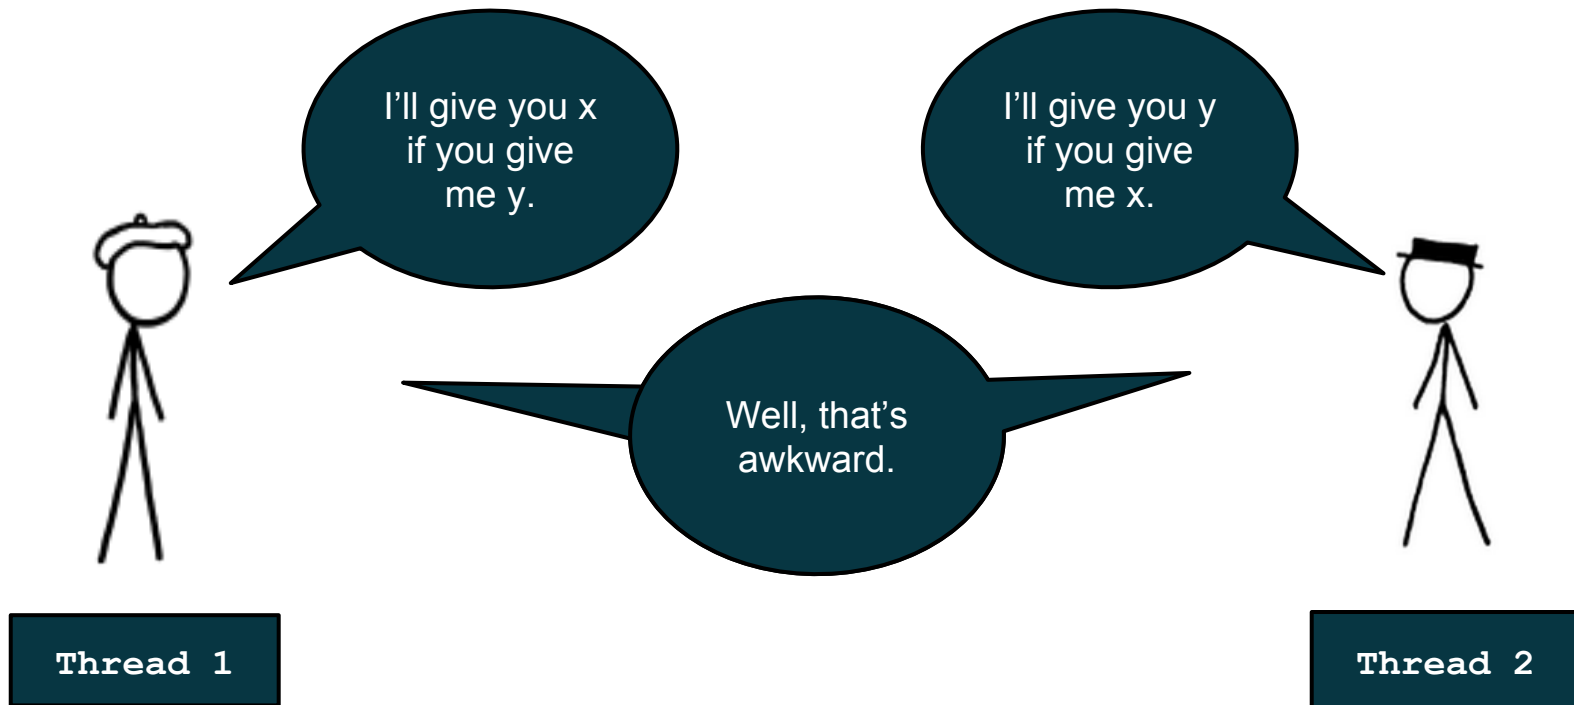 I’ll give you x
if you give
me y.
I’ll give you y
if you give
me x.
Well, that’s
awkward.
Thread 1
Thread 2